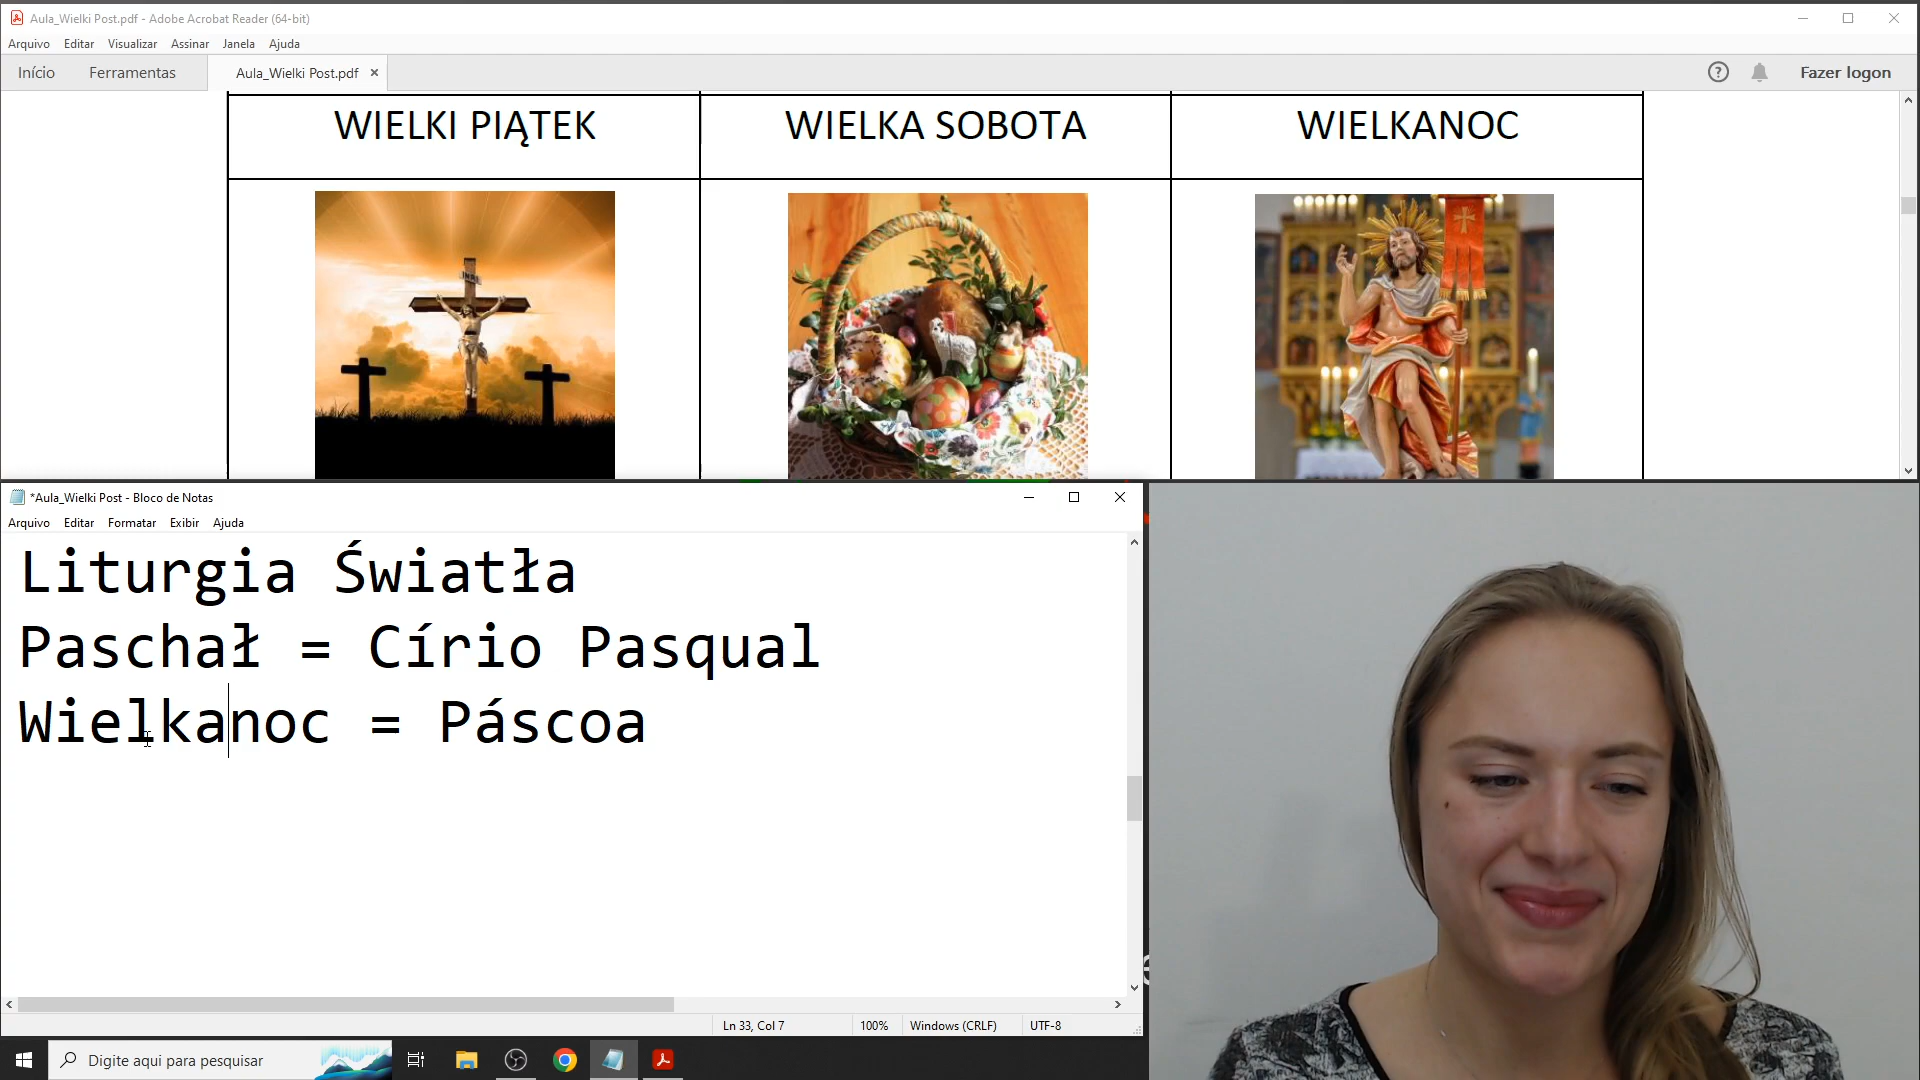 Aula_Wielki Post.pdf - Adobe Acrobat Reader (64-bit)
Arquivo Editar Visualizar Assinar Janela Ajuda
Início Ferramentas Aula_Wielki Post.pdf × ? Fazer logon
WIELKI PIĄTEK WIELKA SOBOTA WIELKANOC
INRI
*Aula_Wielki Post - Bloco de Notas
Arquivo Editar Formatar Exibir Ajuda
Liturgia Światła
Paschał = Círio Pasqual
Wielkanoc = Páscoa
Ln 33, Col 7 100% Windows (CRLF) UTF-8
Digite aqui para pesquisar